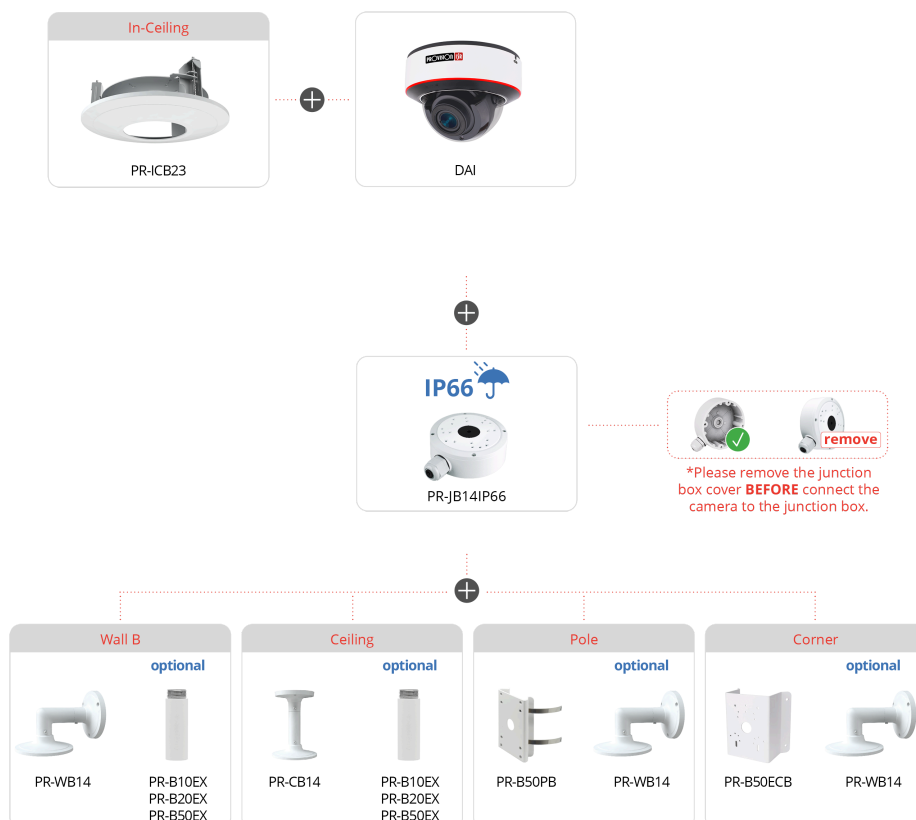 In-Ceiling
PROVISION ISR
PR-ICB23
DAI
IP66
remove
PR-JB14IP66
*Please remove the junction
box cover BEFORE connect the
camera to the junction box.
Wall B
Ceiling
Pole
Corner
optional
optional
optional
optional
PR-WB14
PR-B10EX
PR-B20EX
PR-B50EX
PR-CB14
PR-B10EX
PR-B20EX
PR-B50EX
PR-B50PB
PR-WB14
PR-B50ECB
PR-WB14